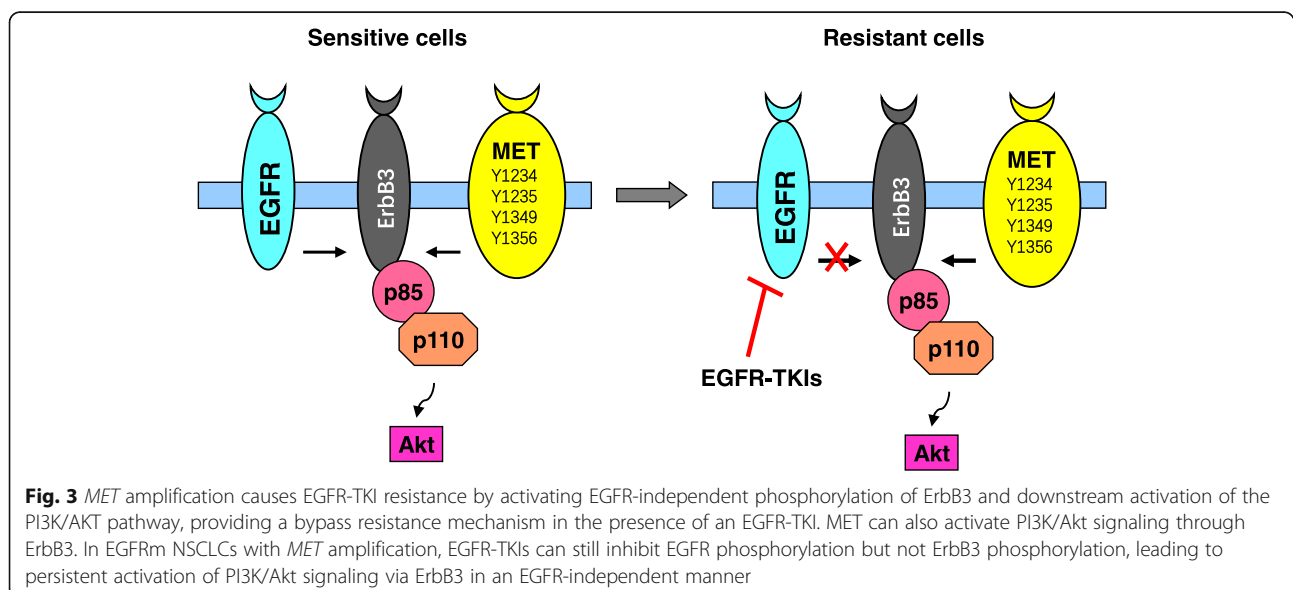 Sensitive cells
Resistant cells
EGFR
ErbB3
MET
Y1234
Y1235
Y1349
Y1356
p85
p110
Akt
EGFR
ErbB3
MET
Y1234
Y1235
Y1349
Y1356
p85
p110
EGFR-TKIs
Akt
Fig. 3 MET amplification causes EGFR-TKI resistance by activating EGFR-independent phosphorylation of ErbB3 and downstream activation of the
PI3K/AKT pathway, providing a bypass resistance mechanism in the presence of an EGFR-TKI. MET can also activate PI3K/Akt signaling through
ErbB3. In EGFRm NSCLCs with MET amplification, EGFR-TKIs can still inhibit EGFR phosphorylation but not ErbB3 phosphorylation, leading to
persistent activation of PI3K/Akt signaling via ErbB3 in an EGFR-independent manner